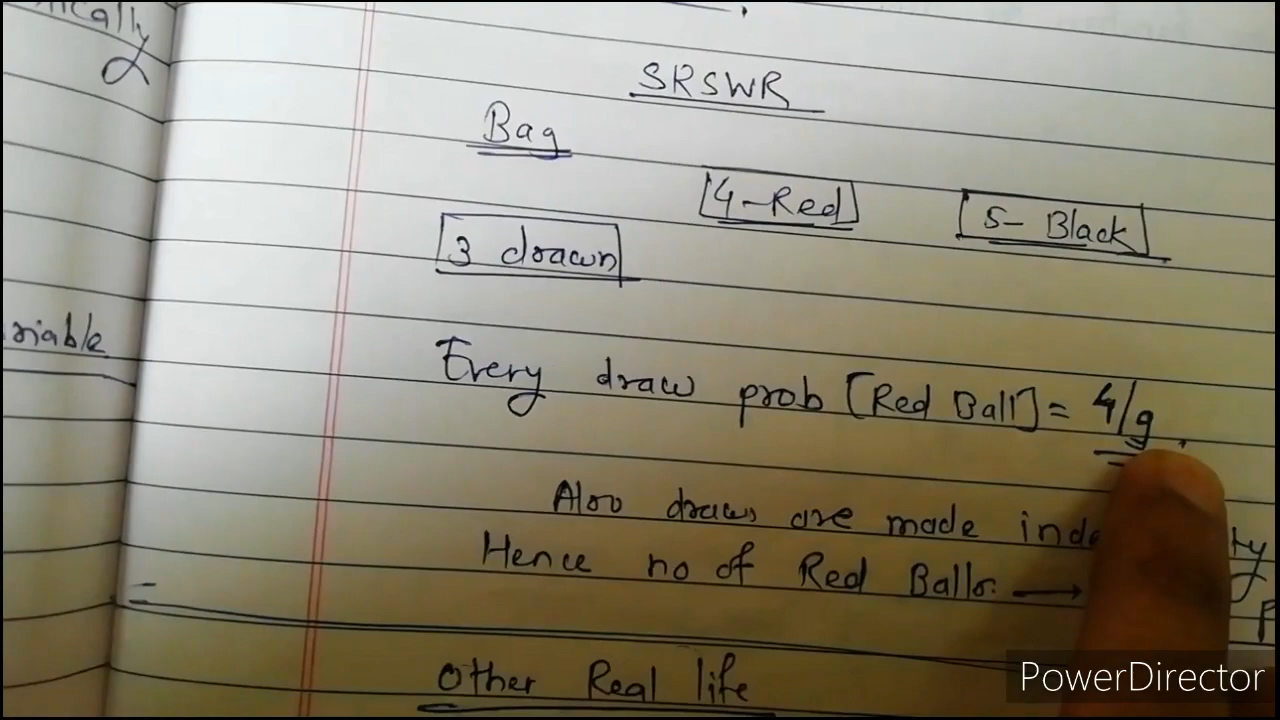 SRSWR
Bag
4-Red
5- Black
3 drawn
riable
Every draw prob [Red Ball] = 4/9.
Also draws are made
Hence no of Red Balls. →
Other Real life
PowerDirector